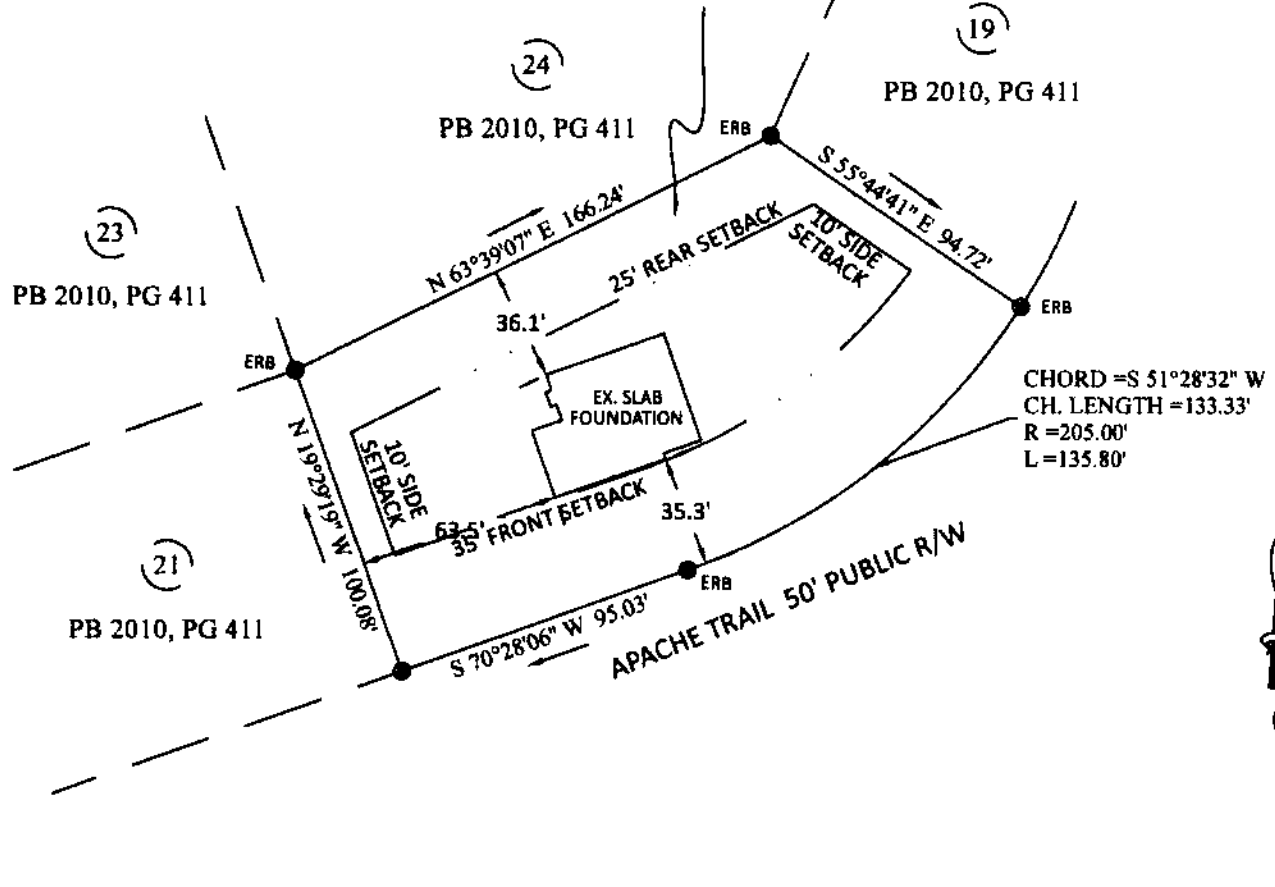 19
PB 2010, PG 411
24
PB 2010, PG 411
ERB
S 55°44'41" E 94.72'
N 63°39'07" E 166.24'
25' REAR SETBACK
10' SIDE
SETBACK
23
PB 2010, PG 411
36.1'
ERB
ERB
EX. SLAB
FOUNDATION
CHORD =S 51°28'32" W
CH. LENGTH =133.33'
R =205.00'
L =135.80'
N 19°29'19" W 100.08'
10' SIDE
SETBACK
63.5'
35' FRONT SETBACK
35.3'
21
PB 2010, PG 411
ERB
S 70°28'06" W 95.03'
APACHE TRAIL 50' PUBLIC R/W